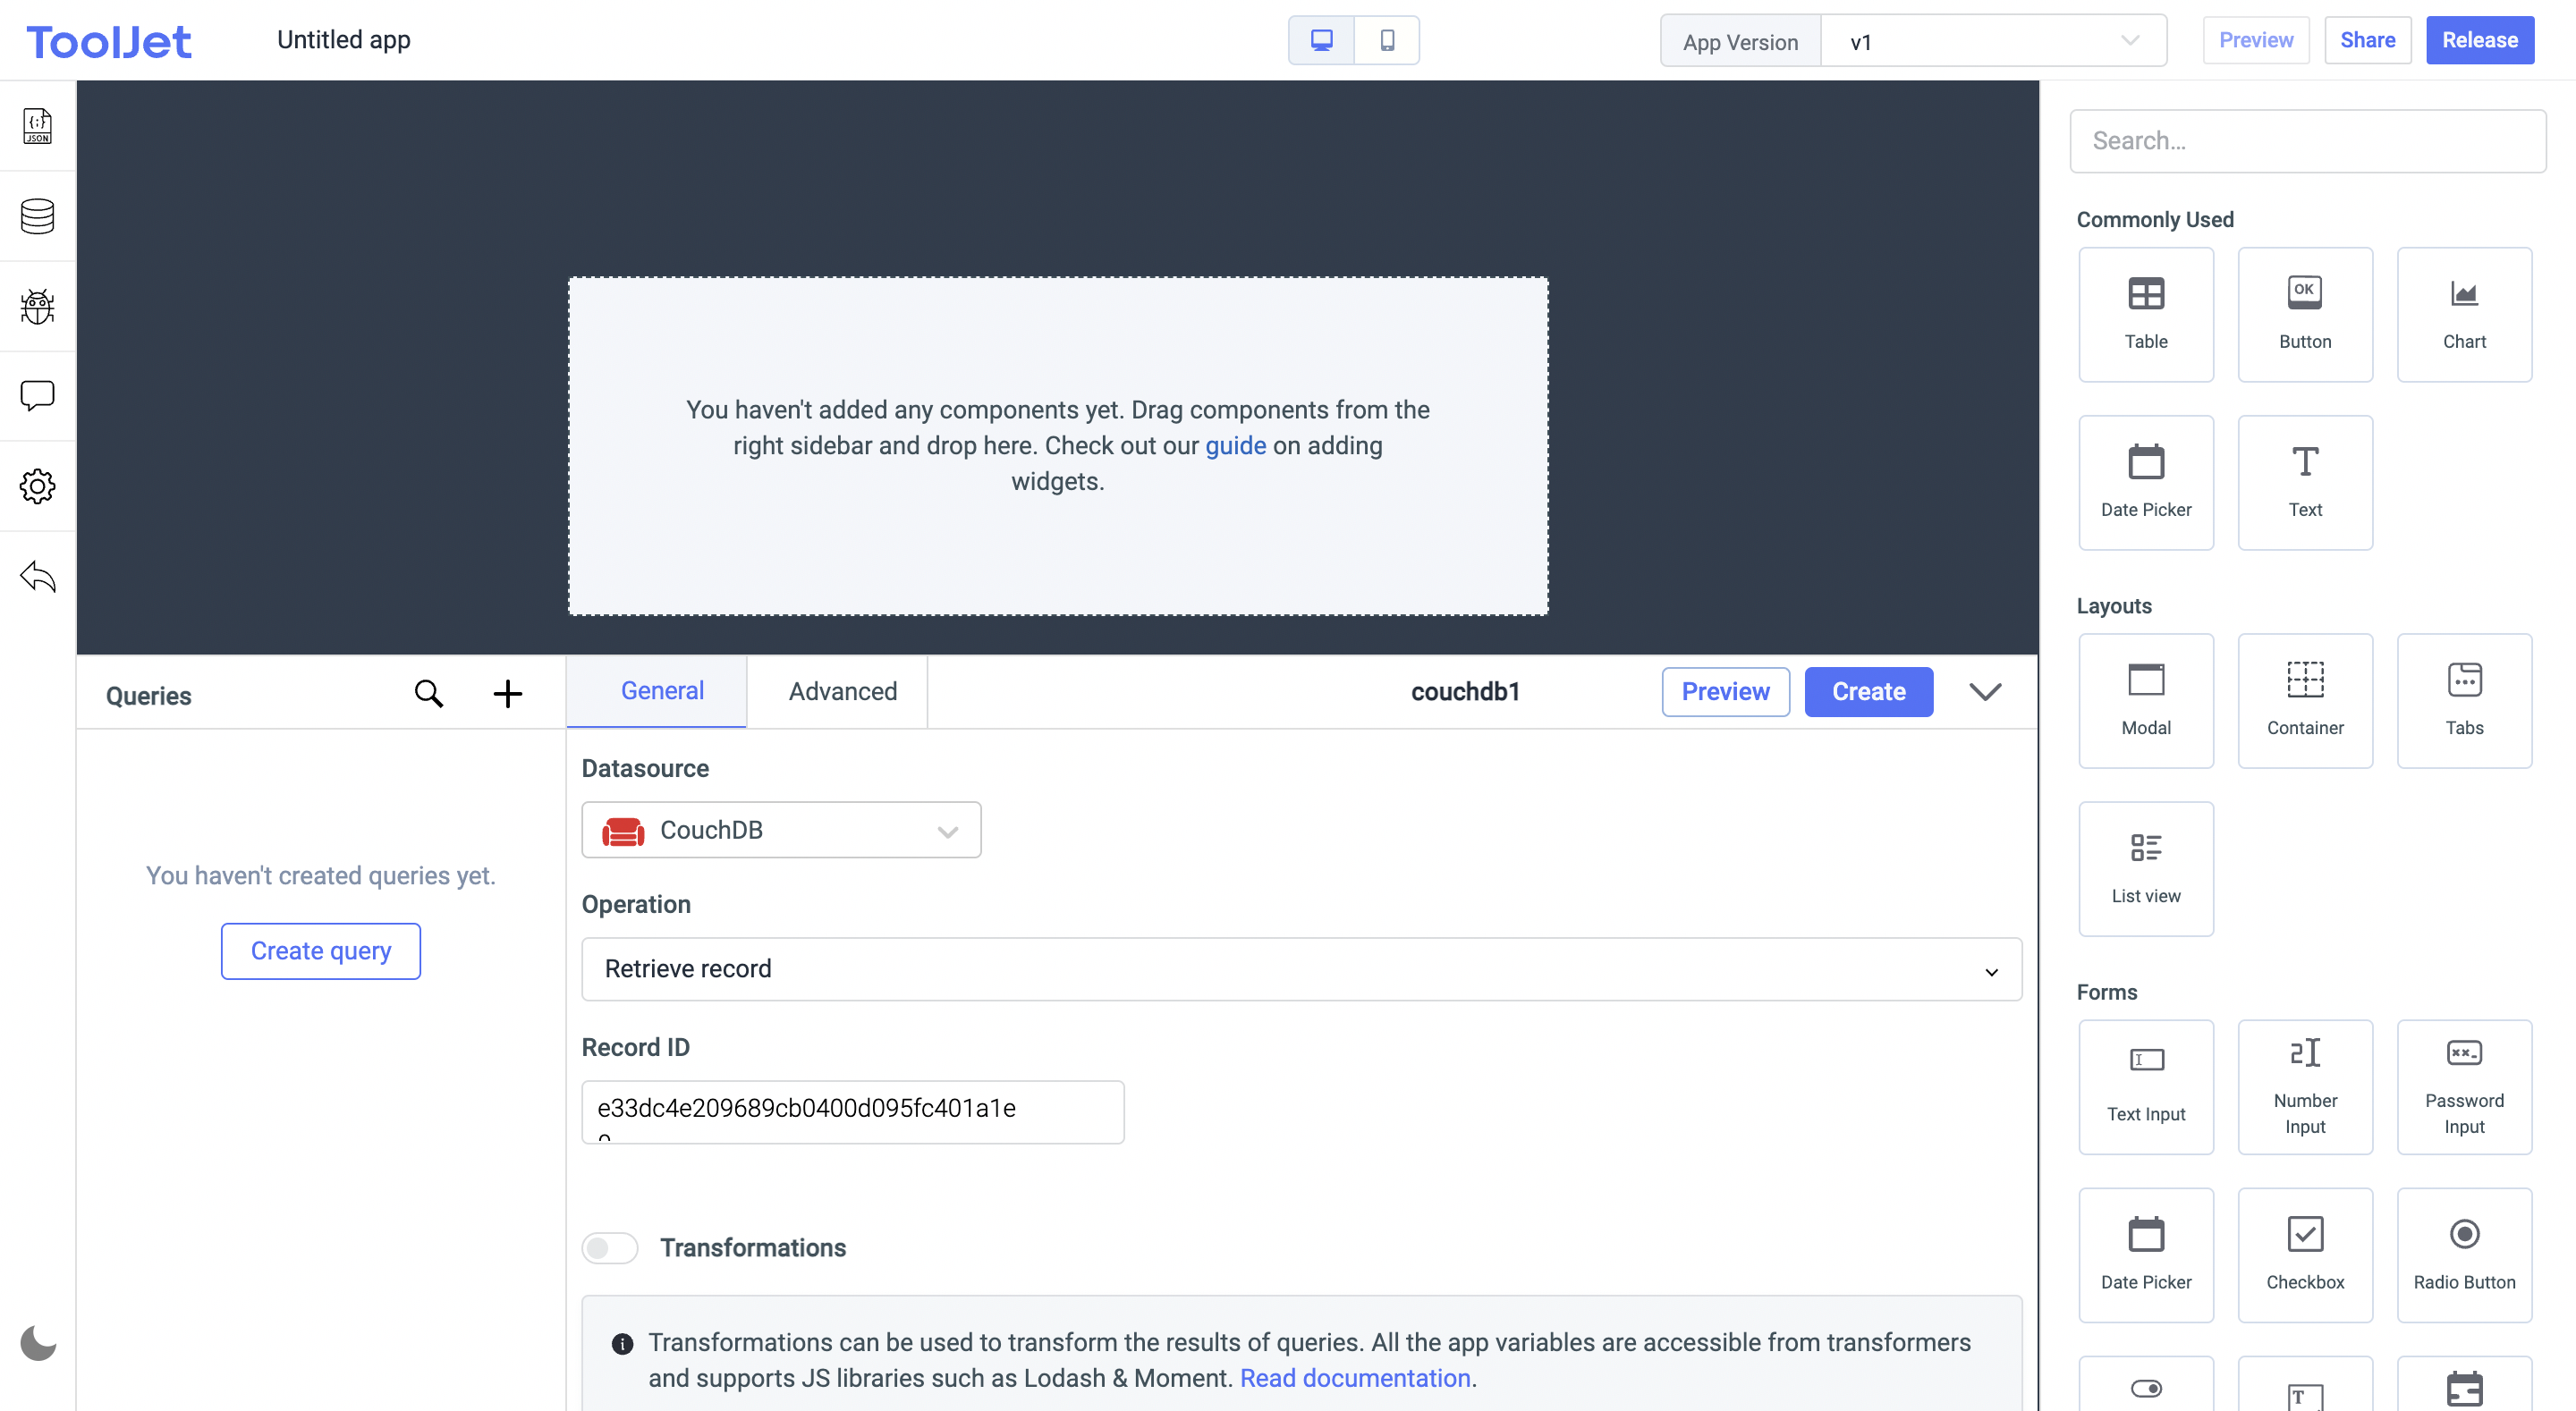 ToolJet
Untitled app
App Version
v1
Preview
Share
Release
{;}
JSON
You haven't added any components yet. Drag components from the
right sidebar and drop here. Check out our guide on adding
widgets.
Search...
Commonly Used
OK
Table
Button
Chart
Date Picker
T
Text
Layouts
Modal
Container
Tabs
List view
Forms
Text Input
2
Number
Input
Password
Input
Date Picker
Checkbox
Radio Button
T
Queries
You haven't created queries yet.
Create query
General
Advanced
couchdb1
Preview
Create
Datasource
CouchDB
Operation
Retrieve record
Record ID
e33dc4e209689cb0400d095fc401a1e
Transformations
Transformations can be used to transform the results of queries. All the app variables are accessible from transformers
and supports JS libraries such as Lodash & Moment. Read documentation.